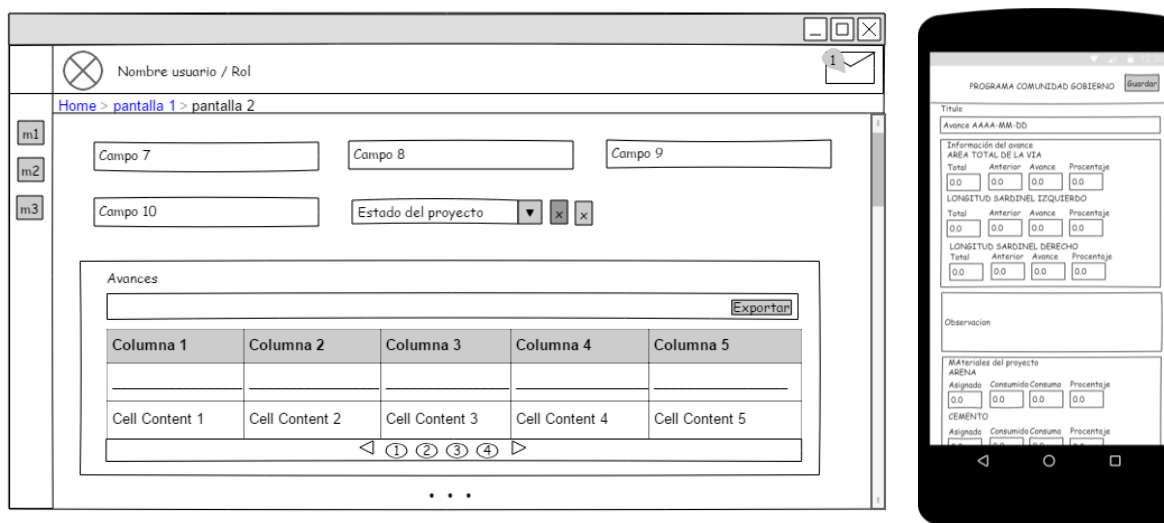 1
Nombre usuario / Rol
Home > pantalla 1 > pantalla 2
m1
m2
m3
Campo 7
Campo 8
Campo 9
Campo 10
Estado del proyecto
x
x
Avances
Exportar
Columna 1 Columna 2 Columna 3 Columna 4 Columna 5
Cell Content 1 Cell Content 2 Cell Content 3 Cell Content 4 Cell Content 5
1 2 3 4
. . .
12:30
PROGRAMA COMUNIDAD GOBIERNO
Guardar
Titulo
Avance AAAA-MM-DD
Información del avance
AREA TOTAL DE LA VIA
Total Anterior Avance Procentaje
0.0 0.0 0.0 0.0
LONGITUD SARDINEL IZQUIERDO
Total Anterior Avance Procentaje
0.0 0.0 0.0 0.0
LONGITUD SARDINEL DERECHO
Total Anterior Avance Procentaje
0.0 0.0 0.0 0.0
Observacion
MAteriales del proyecto
ARENA
Asignado Consumido Consumo Procentaje
0.0 0.0 0.0 0.0
CEMENTO
Asignado Consumido Consumo Procentaje